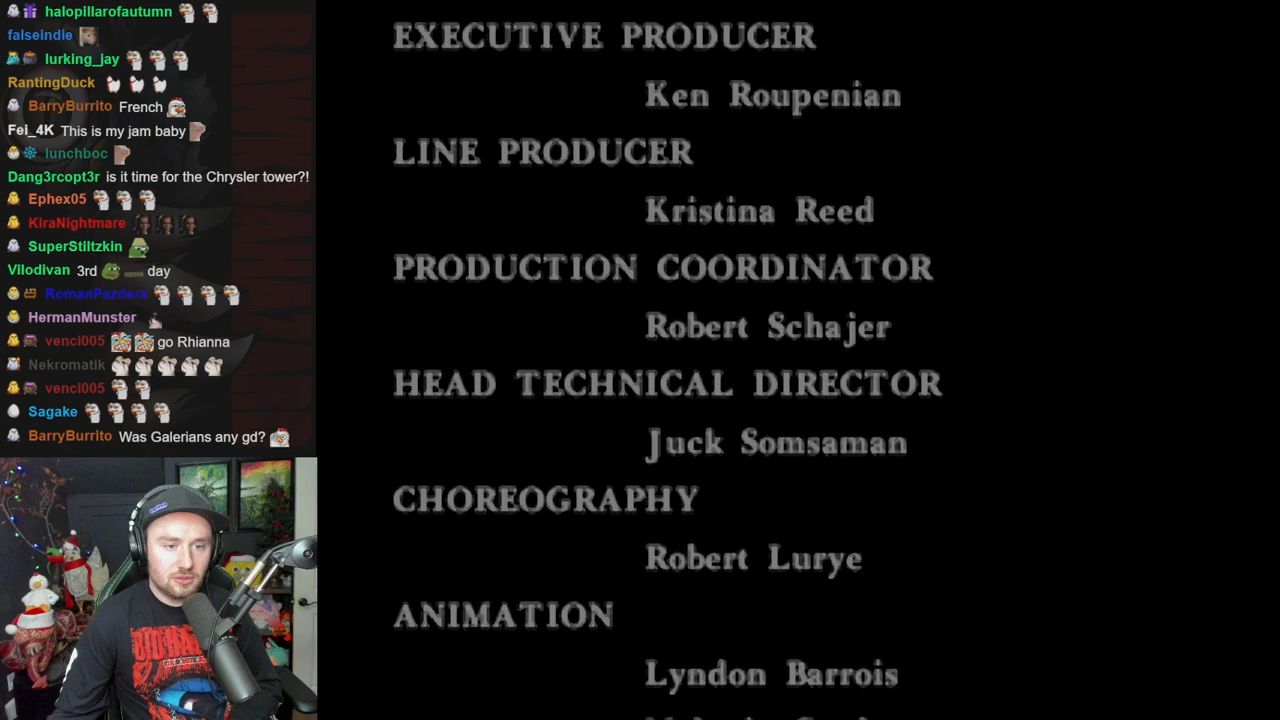 halopillarofautumn
falseindie
lurking_jay
RantingDuck
BarryBurrito French
Fei_4K This is my jam baby
lunchboc
Dang3rcopt3r is it time for the Chrysler tower?!
Ephex05
KiraNightmare
SuperStiltzkin
Vilodivan 3rd day
RomanPazdera
HermanMunster
venci005 go Rhianna
Nekromatik
venci005
Sagake
BarryBurrito Was Galerians any gd?
EXECUTIVE PRODUCER
Ken Roupenian
LINE PRODUCER
Kristina Reed
PRODUCTION COORDINATOR
Robert Schajer
HEAD TECHNICAL DIRECTOR
Juck Somsaman
CHOREOGRAPHY
Robert Lurye
ANIMATION
Lyndon Barrois